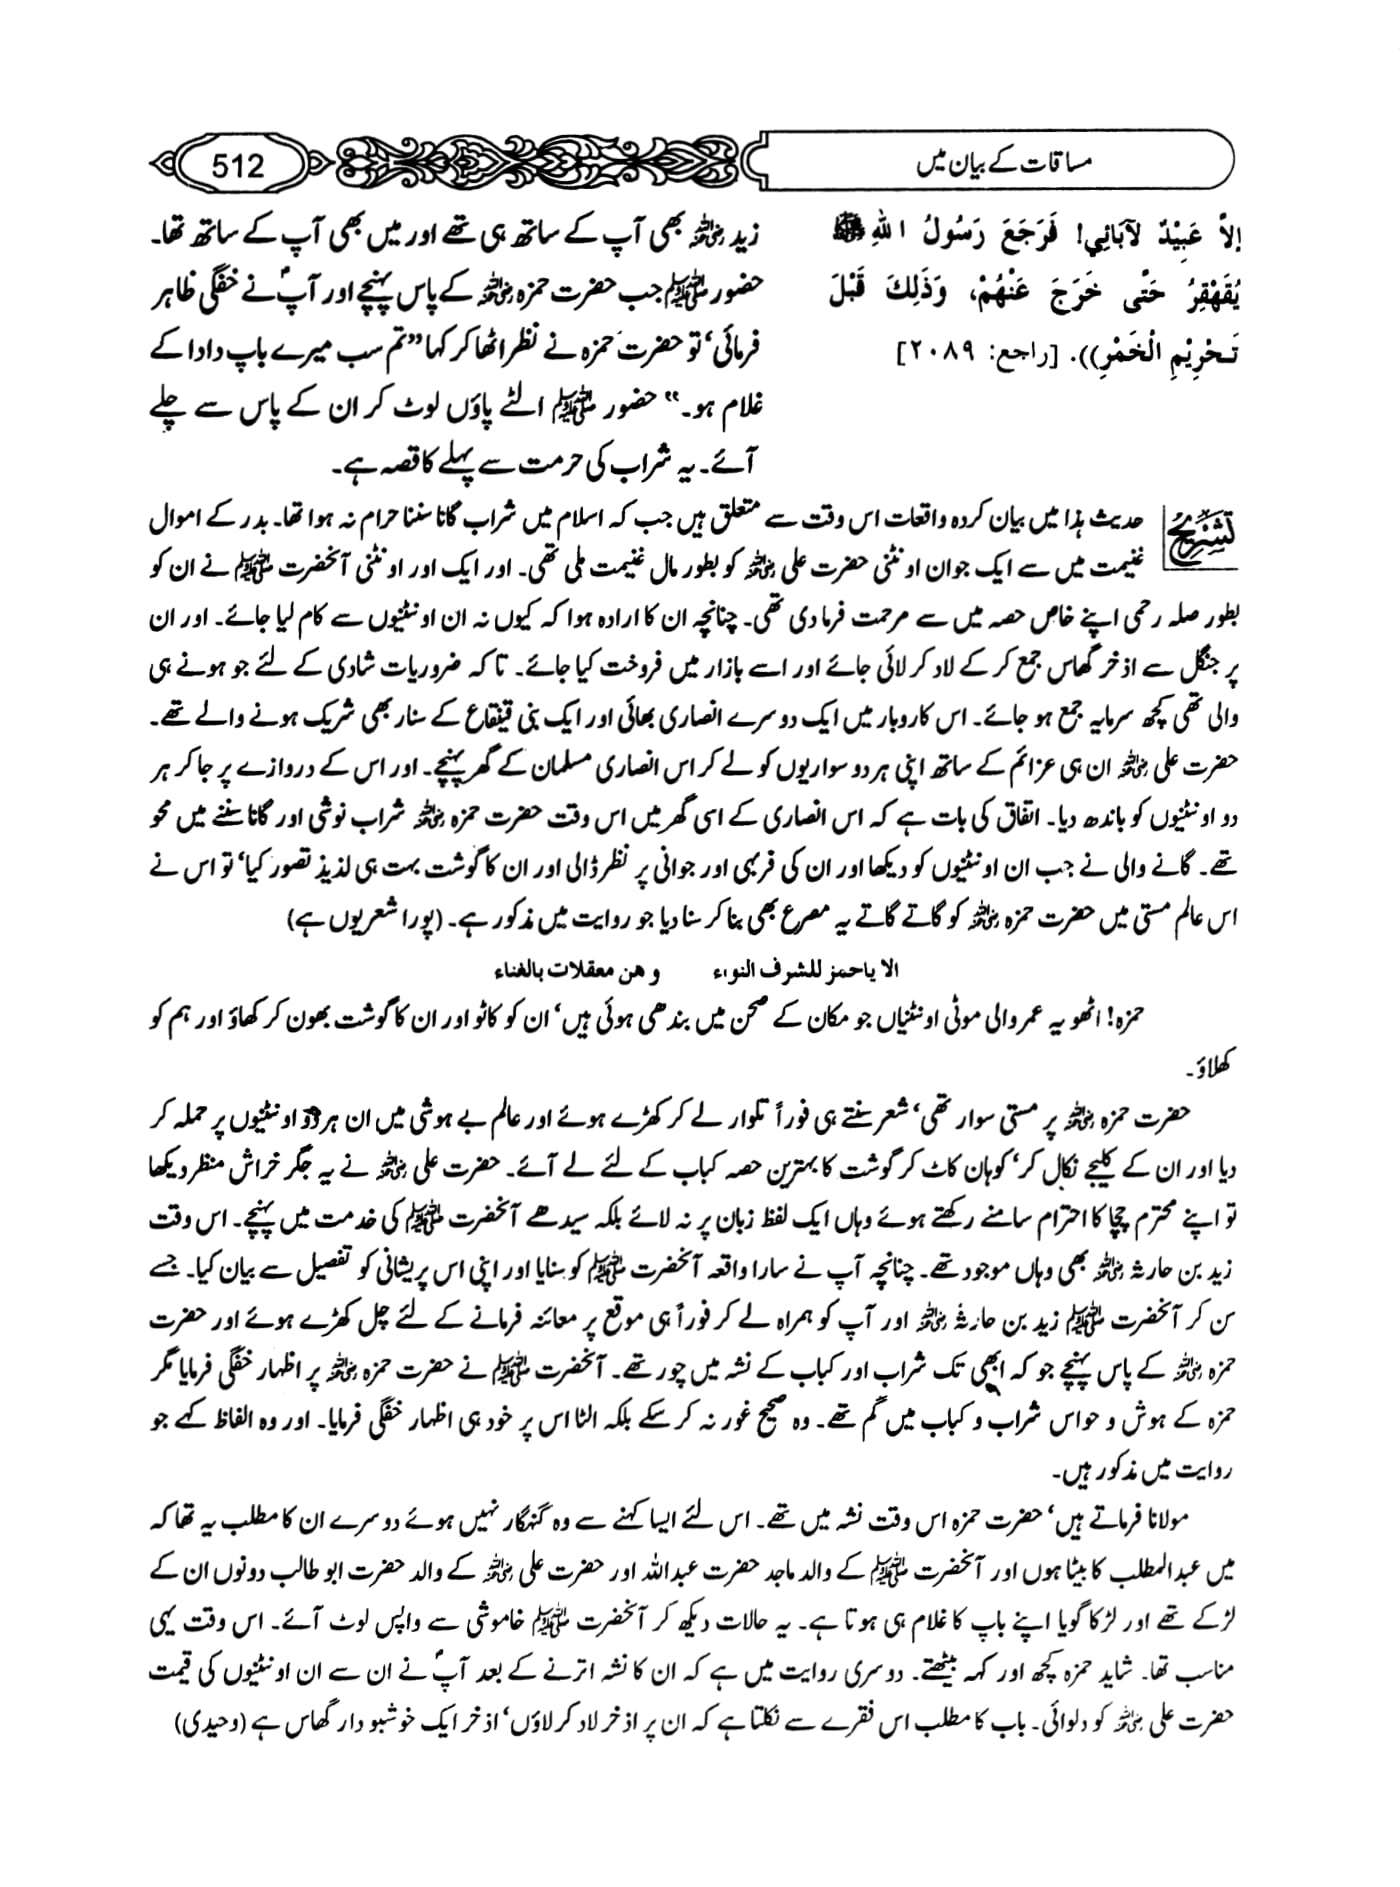 مساقات کے بیان میں
512
إِلاَّ عَبِيْدٌ لآبَائِي! فَرَجَعَ رَسُولُ اللهِ ﷺ
يُقَهْقِرُ حَتَّى خَرَجَ عَنْهُمْ، وَذَلِكَ قَبْلَ
تَحْرِيْمِ الْخَمْرِ)). [راجع: ٢٠٨٩]
زید رضی اللہ عنہ بھی آپ کے ساتھ ہی تھے اور میں بھی آپ کے ساتھ تھا۔
حضور ﷺ جب حضرت حمزہ رضی اللہ عنہ کے پاس پہنچے اور آپؐ نے خفگی ظاہر
فرمائی‘ تو حضرت حمزہ نے نظر اٹھا کر کہا ”تم سب میرے باپ دادا کے
غلام ہو۔“ حضور ﷺ الٹے پاؤں لوٹ کر ان کے پاس سے چلے
آئے۔ یہ شراب کی حرمت سے پہلے کا قصہ ہے۔
تشریح حدیث ہذا میں بیان کردہ واقعات اس وقت سے متعلق ہیں جب کہ اسلام میں شراب گانا سننا حرام نہ ہوا تھا۔ بدر کے اموال
غنیمت میں سے ایک جوان اونٹنی حضرت علی رضی اللہ عنہ کو بطور مال غنیمت ملی تھی۔ اور ایک اور اونٹنی آنحضرت ﷺ نے ان کو
بطور صلہ رحمی اپنے خاص حصہ میں سے مرحمت فرما دی تھی۔ چنانچہ ان کا ارادہ ہوا کہ کیوں نہ ان اونٹنیوں سے کام لیا جائے۔ اور ان
پر جنگل سے اذخر گھاس جمع کر کے لاد کر لائی جائے اور اسے بازار میں فروخت کیا جائے۔ تاکہ ضروریات شادی کے لئے جو ہونے ہی
والی تھی کچھ سرمایہ جمع ہو جائے۔ اس کاروبار میں ایک دوسرے انصاری بھائی اور ایک بنی قینقاع کے سنار بھی شریک ہونے والے تھے۔
حضرت علی رضی اللہ عنہ ان ہی عزائم کے ساتھ اپنی ہر دو سواریوں کو لے کر اس انصاری مسلمان کے گھر پہنچے۔ اور اس کے دروازے پر جا کر ہر
دو اونٹنیوں کو باندھ دیا۔ اتفاق کی بات ہے کہ اس انصاری کے اسی گھر میں اس وقت حضرت حمزہ رضی اللہ عنہ شراب نوشی اور گانا سننے میں محو
تھے۔ گانے والی نے جب ان اونٹنیوں کو دیکھا اور ان کی فربہی اور جوانی پر نظر ڈالی اور ان کا گوشت بہت ہی لذیذ تصور کیا‘ تو اس نے
اس عالم مستی میں حضرت حمزہ رضی اللہ عنہ کو گاتے گاتے یہ مصرع بھی بنا کر سنا دیا جو روایت میں مذکور ہے۔ (پورا شعر یوں ہے)
الا یا حمز للشرف النواء وھن معقلات بالفناء
حمزہ! اٹھو یہ عمر والی موٹی اونٹنیاں جو مکان کے صحن میں بندھی ہوئی ہیں‘ ان کو کاٹو اور ان کا گوشت بھون کر کھاؤ اور ہم کو
کھلاؤ۔
حضرت حمزہ رضی اللہ عنہ پر مستی سوار تھی‘ شعر سنتے ہی فوراً تلوار لے کر کھڑے ہوئے اور عالم بے ہوشی میں ان ہر دو اونٹنیوں پر حملہ کر
دیا اور ان کے کلیجے نکال کر‘ کوہان کاٹ کر گوشت کا بہترین حصہ کباب کے لئے لے آئے۔ حضرت علی رضی اللہ عنہ نے یہ جگر خراش منظر دیکھا
تو اپنے محترم چچا کا احترام سامنے رکھتے ہوئے وہاں ایک لفظ زبان پر نہ لائے بلکہ سیدھے آنحضرت ﷺ کی خدمت میں پہنچے۔ اس وقت
زید بن حارثہ رضی اللہ عنہ بھی وہاں موجود تھے۔ چنانچہ آپ نے سارا واقعہ آنحضرت ﷺ کو سنایا اور اپنی اس پریشانی کو تفصیل سے بیان کیا۔ جسے
سن کر آنحضرت ﷺ زید بن حارثہ رضی اللہ عنہ اور آپ کو ہمراہ لے کر فوراً ہی موقع پر معائنہ فرمانے کے لئے چل کھڑے ہوئے اور حضرت
حمزہ رضی اللہ عنہ کے پاس پہنچے جو کہ ابھی تک شراب اور کباب کے نشہ میں چور تھے۔ آنحضرت ﷺ نے حضرت حمزہ رضی اللہ عنہ پر اظہار خفگی فرمایا مگر
حمزہ کے ہوش و حواس شراب و کباب میں گم تھے۔ وہ صحیح غور نہ کر سکے بلکہ الٹا اس پر خود ہی اظہار خفگی فرمایا۔ اور وہ الفاظ کہے جو
روایت میں مذکور ہیں۔
مولانا فرماتے ہیں‘ حضرت حمزہ اس وقت نشہ میں تھے۔ اس لئے ایسا کہنے سے وہ گنہگار نہیں ہوئے دوسرے ان کا مطلب یہ تھا کہ
میں عبدالمطلب کا بیٹا ہوں اور آنحضرت ﷺ کے والد ماجد حضرت عبداللہ اور حضرت علی رضی اللہ عنہ کے والد حضرت ابوطالب دونوں ان کے
لڑکے تھے اور لڑکا گویا اپنے باپ کا غلام ہی ہوتا ہے۔ یہ حالات دیکھ کر آنحضرت ﷺ خاموشی سے واپس لوٹ آئے۔ اس وقت یہی
مناسب تھا۔ شاید حمزہ کچھ اور کہہ بیٹھتے۔ دوسری روایت میں ہے کہ ان کا نشہ اترنے کے بعد آپؐ نے ان سے ان اونٹنیوں کی قیمت
حضرت علی رضی اللہ عنہ کو دلوائی۔ باب کا مطلب اس فقرے سے نکلتا ہے کہ ان پر اذخر لاد کر لاؤں‘ اذخر ایک خوشبو دار گھاس ہے (وحیدی)